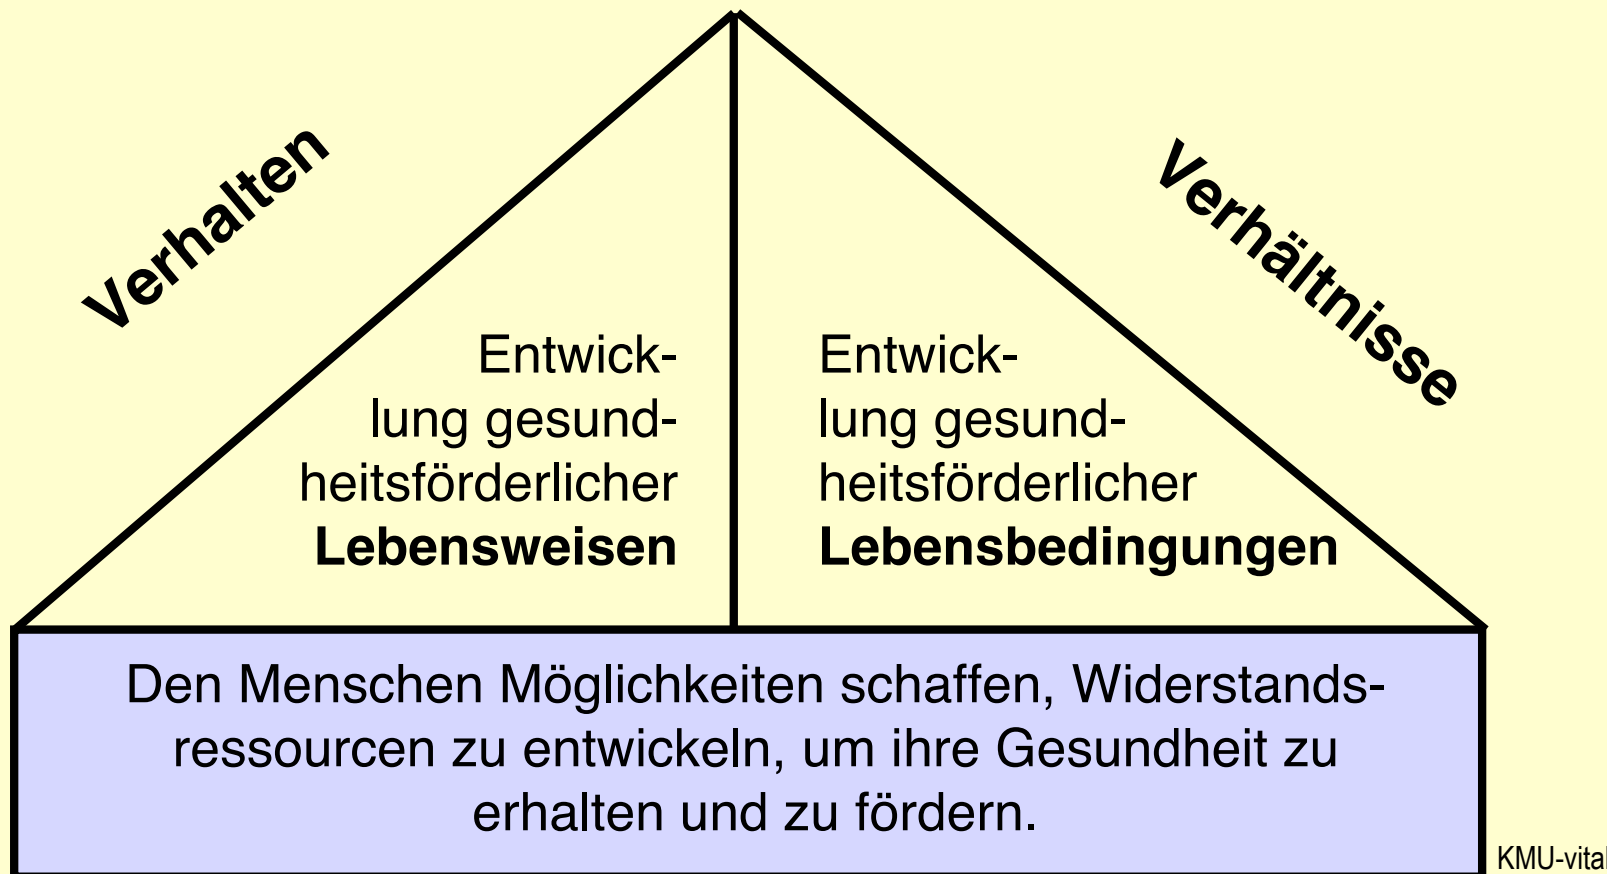 Verhalten
Verhältnisse
Entwick-
lung gesund-
heitsförderlicher
Lebensweisen
Entwick-
lung gesund-
heitsförderlicher
Lebensbedingungen
Den Menschen Möglichkeiten schaffen, Widerstands-
ressourcen zu entwickeln, um ihre Gesundheit zu
erhalten und zu fördern.
KMU-vital